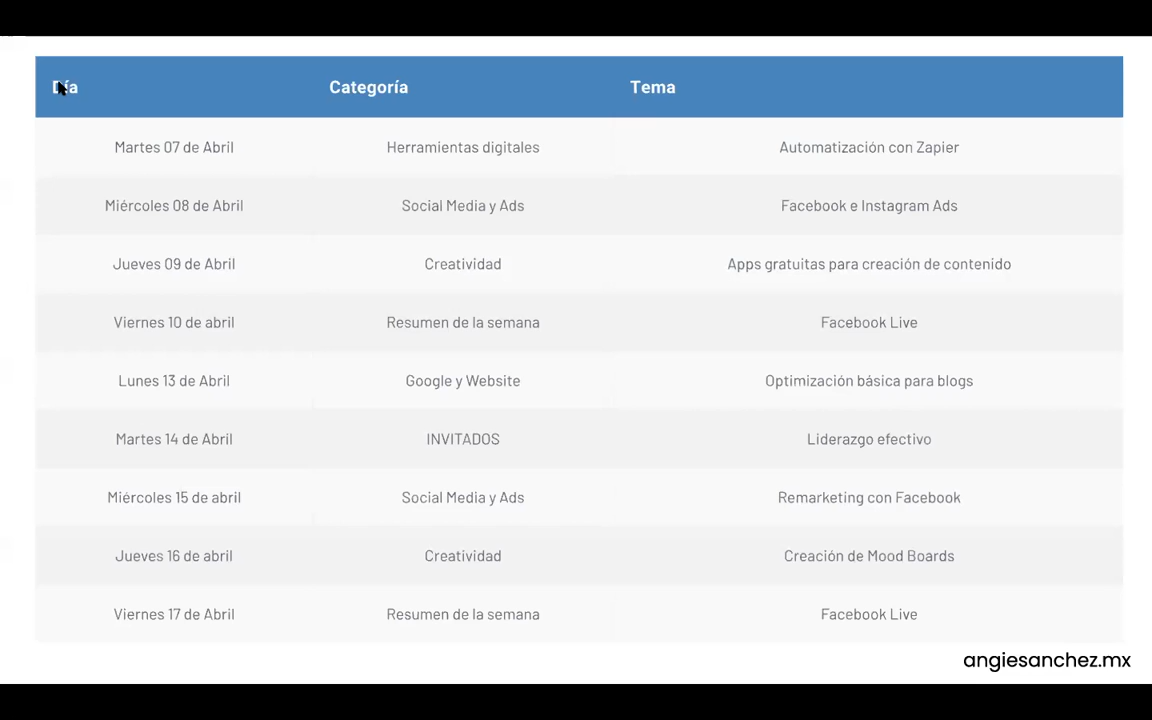 Día Categoría Tema
Martes 07 de Abril Herramientas digitales Automatización con Zapier
Miércoles 08 de Abril Social Media y Ads Facebook e Instagram Ads
Jueves 09 de Abril Creatividad Apps gratuitas para creación de contenido
Viernes 10 de abril Resumen de la semana Facebook Live
Lunes 13 de Abril Google y Website Optimización básica para blogs
Martes 14 de Abril INVITADOS Liderazgo efectivo
Miércoles 15 de abril Social Media y Ads Remarketing con Facebook
Jueves 16 de abril Creatividad Creación de Mood Boards
Viernes 17 de Abril Resumen de la semana Facebook Live
angiesanchez.mx